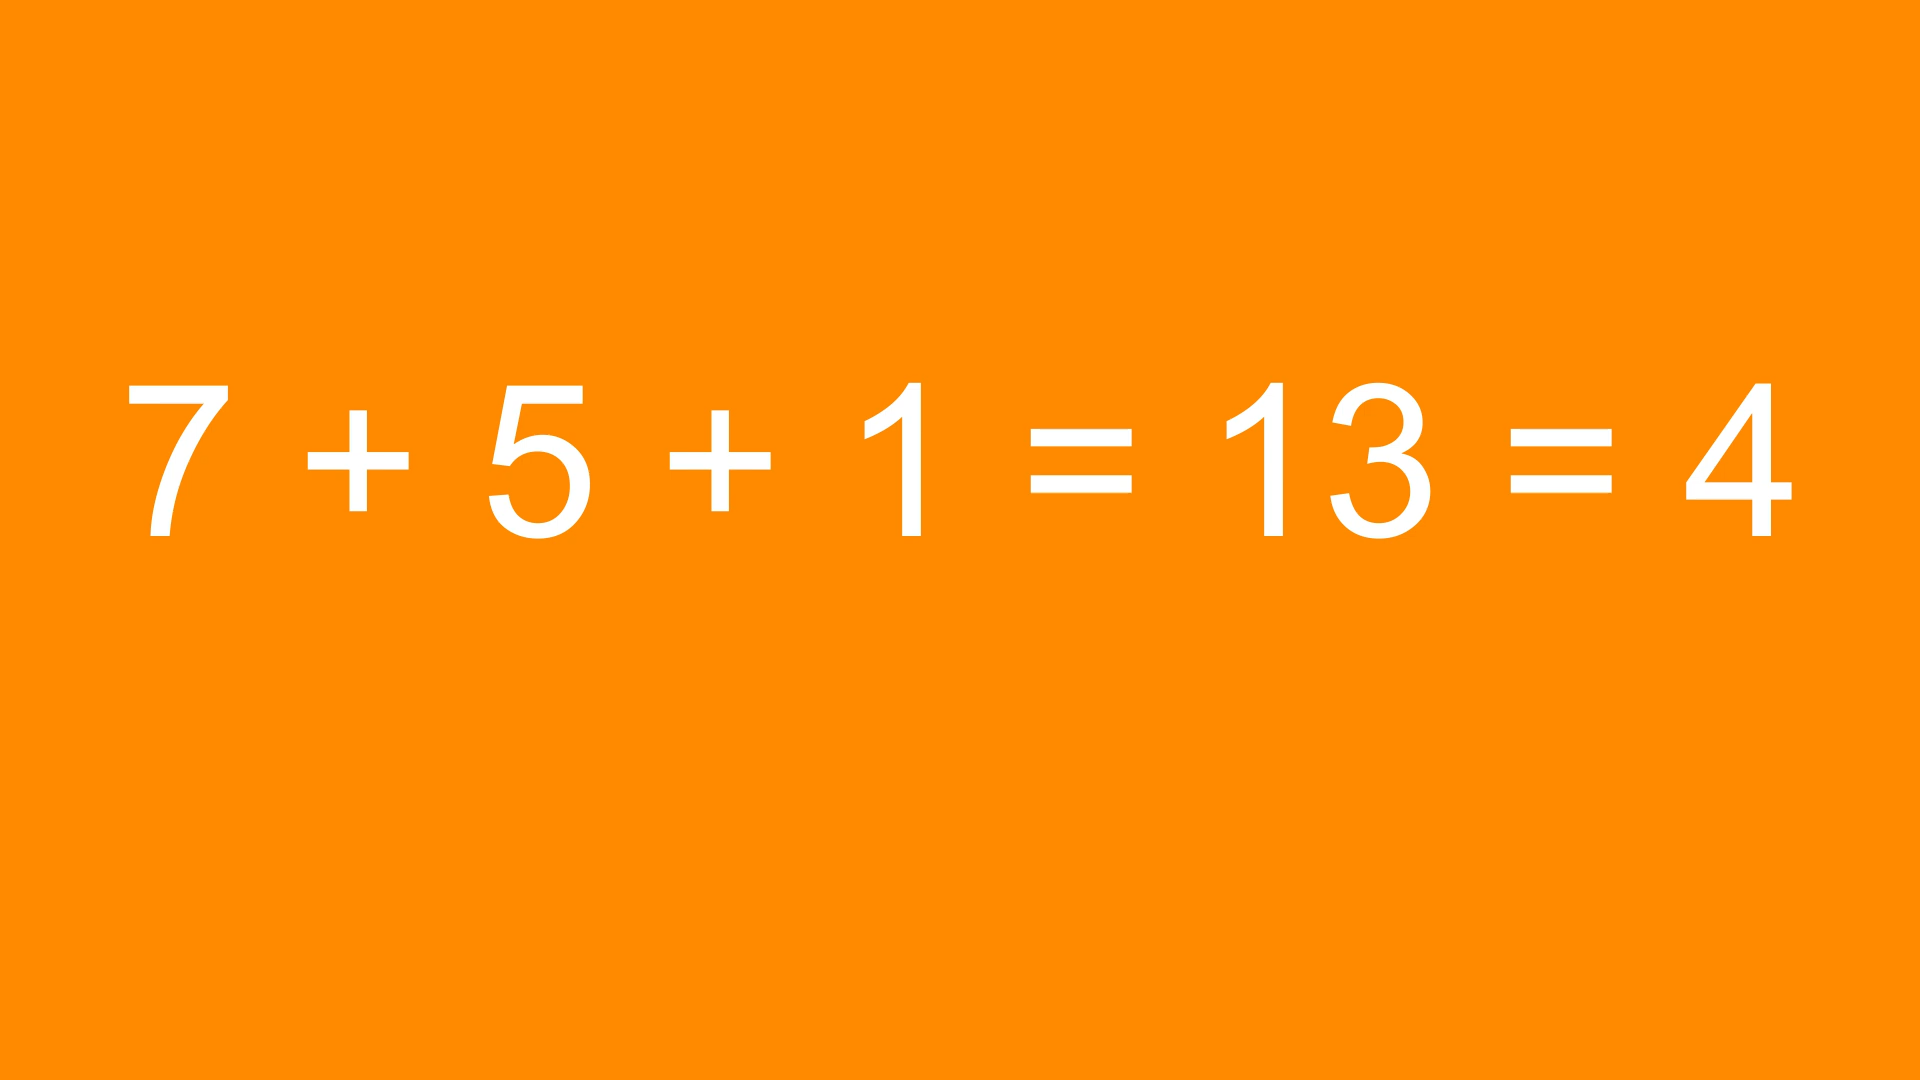 7 + 5 + 1 = 13 = 4